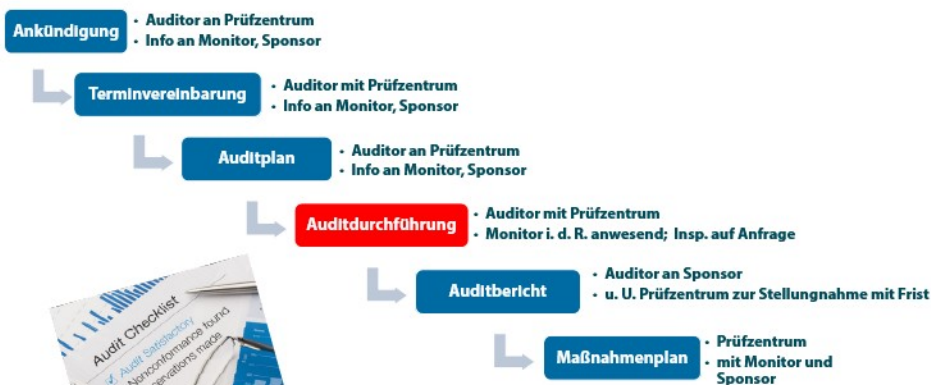 Ankündigung
• Auditor an Prüfzentrum
• Info an Monitor, Sponsor
Terminvereinbarung
• Auditor mit Prüfzentrum
• Info an Monitor, Sponsor
Auditplan
• Auditor an Prüfzentrum
• Info an Monitor, Sponsor
Auditdurchführung
• Auditor mit Prüfzentrum
• Monitor i. d. R. anwesend; Insp. auf Anfrage
Auditbericht
• Auditor an Sponsor
• u. U. Prüfzentrum zur Stellungnahme mit Frist
Maßnahmenplan
• Prüfzentrum
• mit Monitor und
Sponsor
Audit Checklist
Audit Satisfactory
Nonconformance found
made